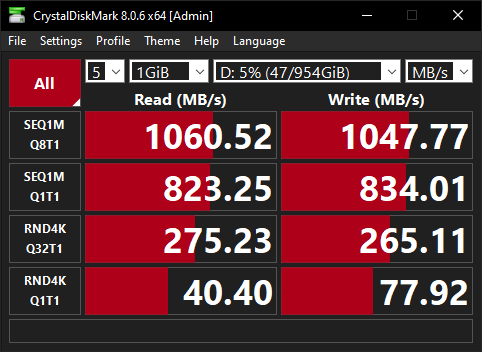 CrystalDiskMark 8.0.6 x64 [Admin]
File Settings Profile Theme Help Language
All 5 1GiB D: 5% (47/954GiB) MB/s
Read (MB/s) Write (MB/s)
SEQ1M
Q8T1 1060.52 1047.77
SEQ1M
Q1T1 823.25 834.01
RND4K
Q32T1 275.23 265.11
RND4K
Q1T1 40.40 77.92